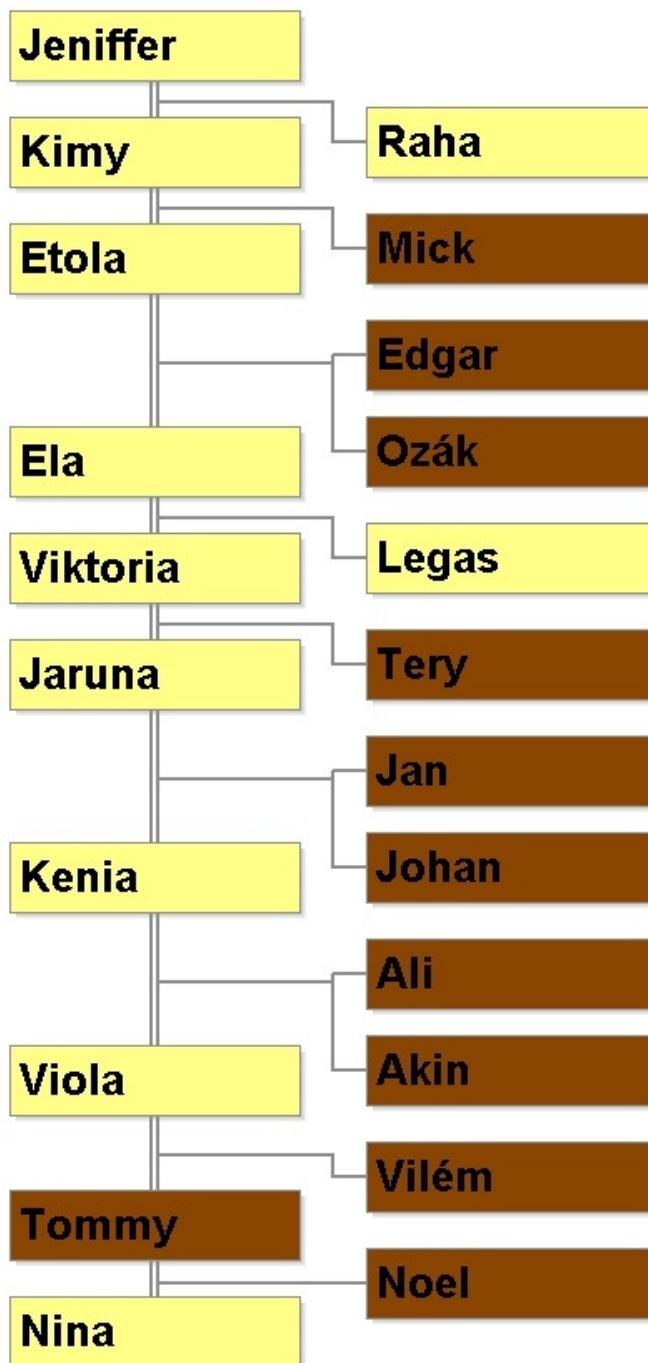 Jeniffer
Raha
Kimy
Mick
Etola
Edgar
Ozák
Ela
Legas
Viktoria
Tery
Jaruna
Jan
Johan
Kenia
Ali
Akin
Viola
Vilém
Tommy
Noel
Nina